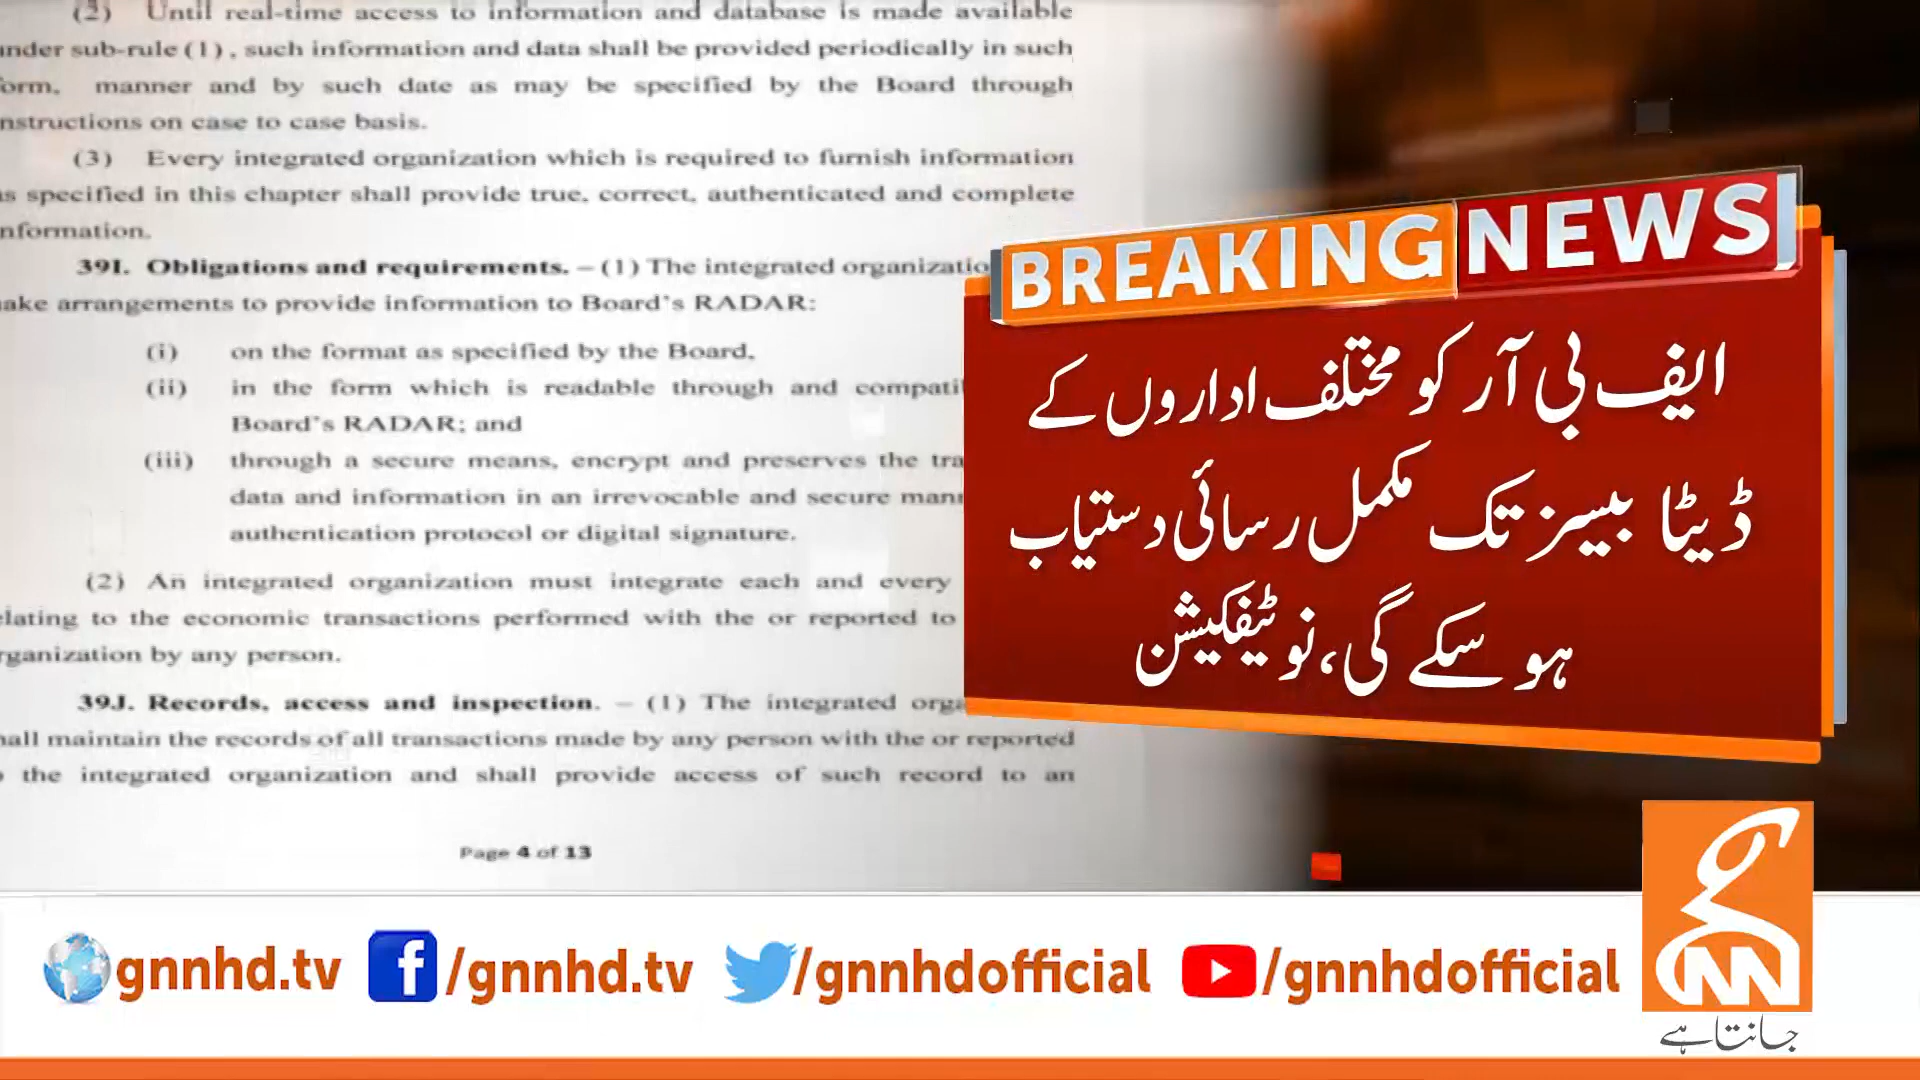 (2) Until real-time access to information and database is made available
under sub-rule (1), such information and data shall be provided periodically in such
form, manner and by such date as may be specified by the Board through
nstructions on case to case basis.
(3) Every integrated organization which is required to furnish information
as specified in this chapter shall provide true, correct, authenticated and complete
nformation.
39I. Obligations and requirements. – (1) The integrated organizatio
ake arrangements to provide information to Board's RADAR:
(i) on the format as specified by the Board,
(ii) in the form which is readable through and compatil
Board's RADAR; and
(iii) through a secure means, encrypt and preserves the tra
data and information in an irrevocable and secure mann
authentication protocol or digital signature.
(2) An integrated organization must integrate each and every
elating to the economic transactions performed with the or reported to
rganization by any person.
39J. Records, access and inspection. – (1) The integrated orga
hall maintain the records of all transactions made by any person with the or reported
o the integrated organization and shall provide access of such record to an
Page 4 of 13
BREAKING NEWS
ایف بی آر کو مختلف اداروں کے
ڈیٹا بیسز تک مکمل رسائی دستیاب
ہو سکے گی، نوٹیفکیشن
gnnhd.tv /gnnhd.tv /gnnhdofficial /gnnhdofficial
GNN
جانتا ہے